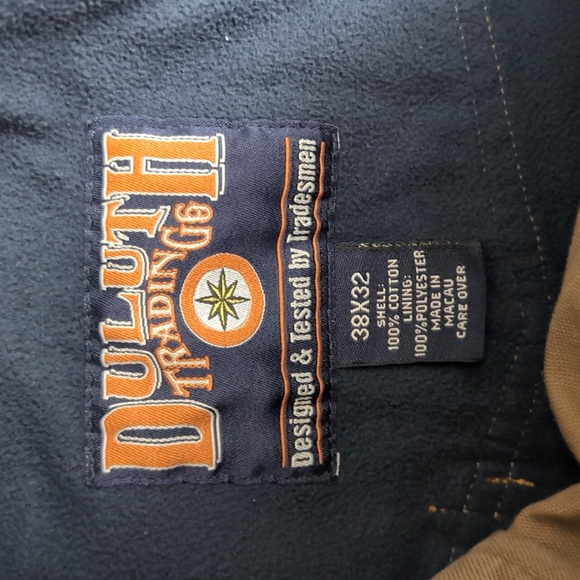 DULUTH
TRADING CO
Designed & Tested by Tradesmen
38X32
SHELL:
100% COTTON
LINING:
100%POLYESTER
MADE IN
MACAU
CARE OVER